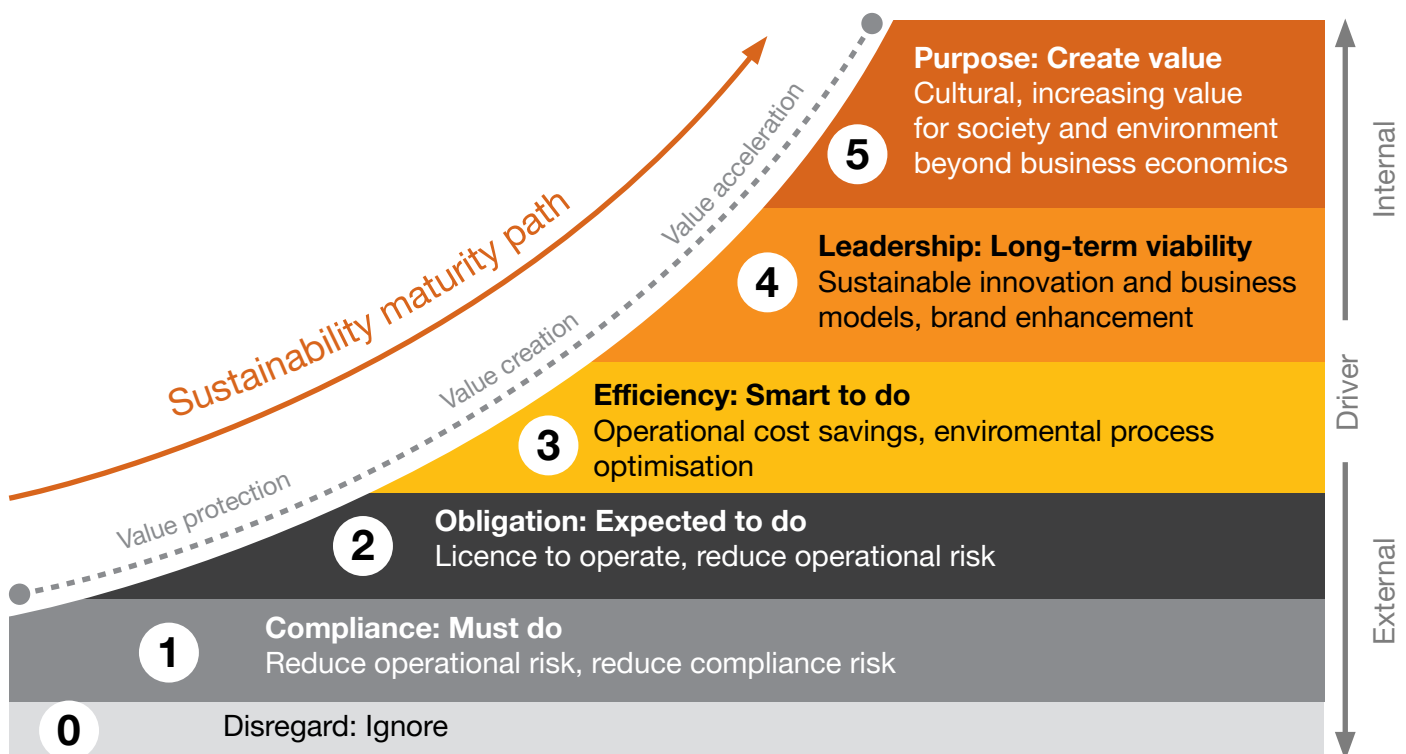 Purpose: Create value
Cultural, increasing value
for society and environment
beyond business economics
5
Leadership: Long-term viability
Sustainable innovation and business
models, brand enhancement
4
Efficiency: Smart to do
Operational cost savings, enviromental process
optimisation
3
Obligation: Expected to do
Licence to operate, reduce operational risk
2
Compliance: Must do
Reduce operational risk, reduce compliance risk
1
Disregard: Ignore
0
Sustainability maturity path
Value protection
Value creation
Value acceleration
Internal
Driver
External